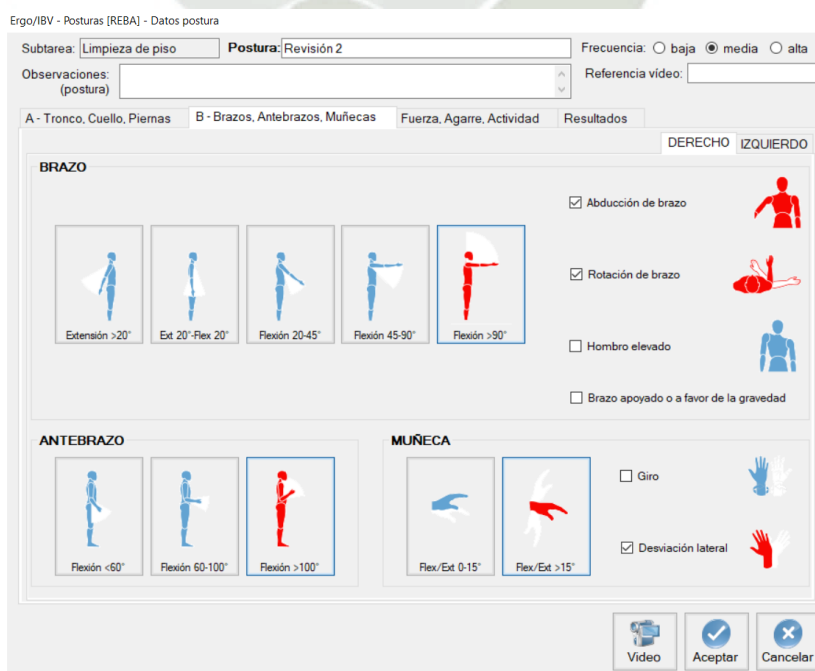 Ergo/IBV - Posturas [REBA] - Datos postura
Subtarea: Limpieza de piso Postura: Revisión 2 Frecuencia: baja media alta
Observaciones: Referencia vídeo:
(postura)
A - Tronco, Cuello, Piernas B - Brazos, Antebrazos, Muñecas Fuerza, Agarre, Actividad Resultados
DERECHO IZQUIERDO
BRAZO
Abducción de brazo
Rotación de brazo
Extensión >20° Ext 20°-Flex 20° Flexión 20-45° Flexión 45-90° Flexión >90°
Hombro elevado
Brazo apoyado o a favor de la gravedad
ANTEBRAZO MUÑECA
Giro
Desviación lateral
Flexión <60° Flexión 60-100° Flexión >100° Flex/Ext 0-15° Flex/Ext >15°
Video Aceptar Cancelar